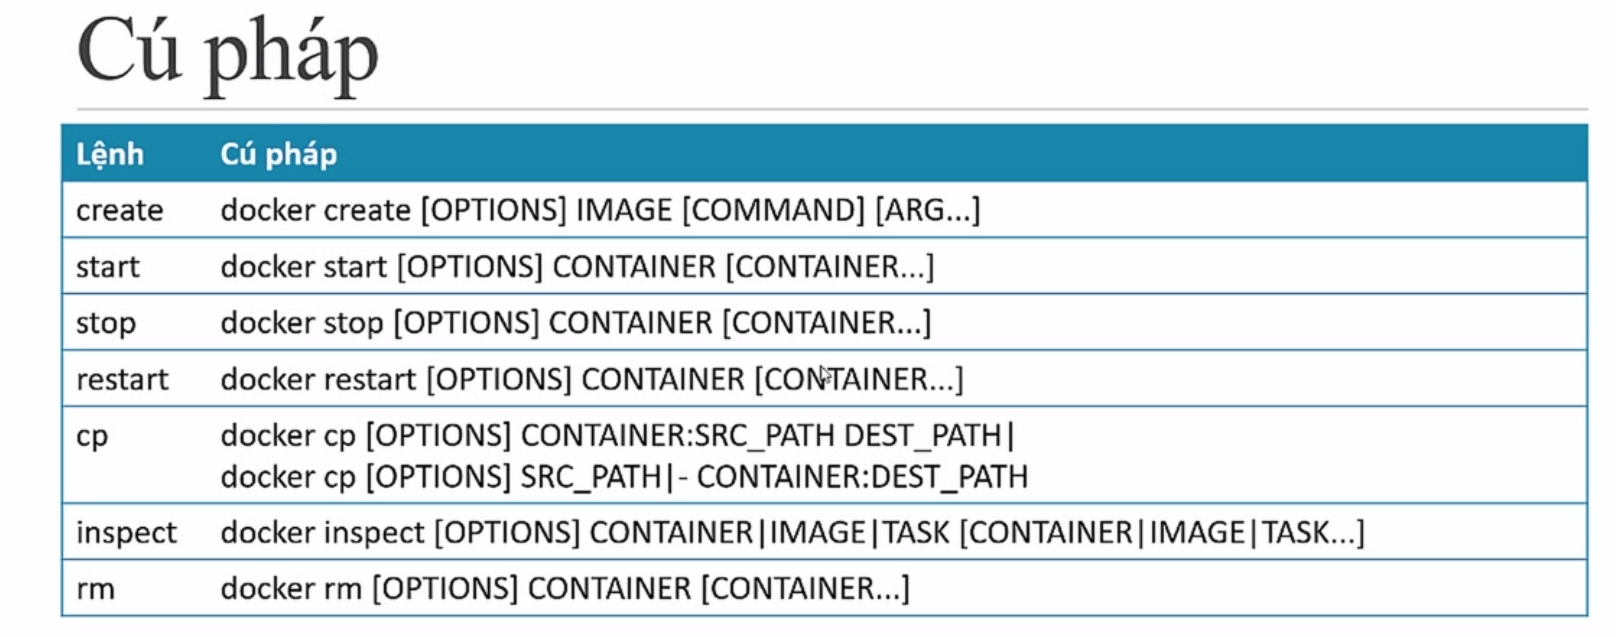 Cú pháp
Lệnh Cú pháp
create docker create [OPTIONS] IMAGE [COMMAND] [ARG...]
start docker start [OPTIONS] CONTAINER [CONTAINER...]
stop docker stop [OPTIONS] CONTAINER [CONTAINER...]
restart docker restart [OPTIONS] CONTAINER [CONTAINER...]
cp docker cp [OPTIONS] CONTAINER:SRC_PATH DEST_PATH|
docker cp [OPTIONS] SRC_PATH|- CONTAINER:DEST_PATH
inspect docker inspect [OPTIONS] CONTAINER|IMAGE|TASK [CONTAINER|IMAGE|TASK...]
rm docker rm [OPTIONS] CONTAINER [CONTAINER...]